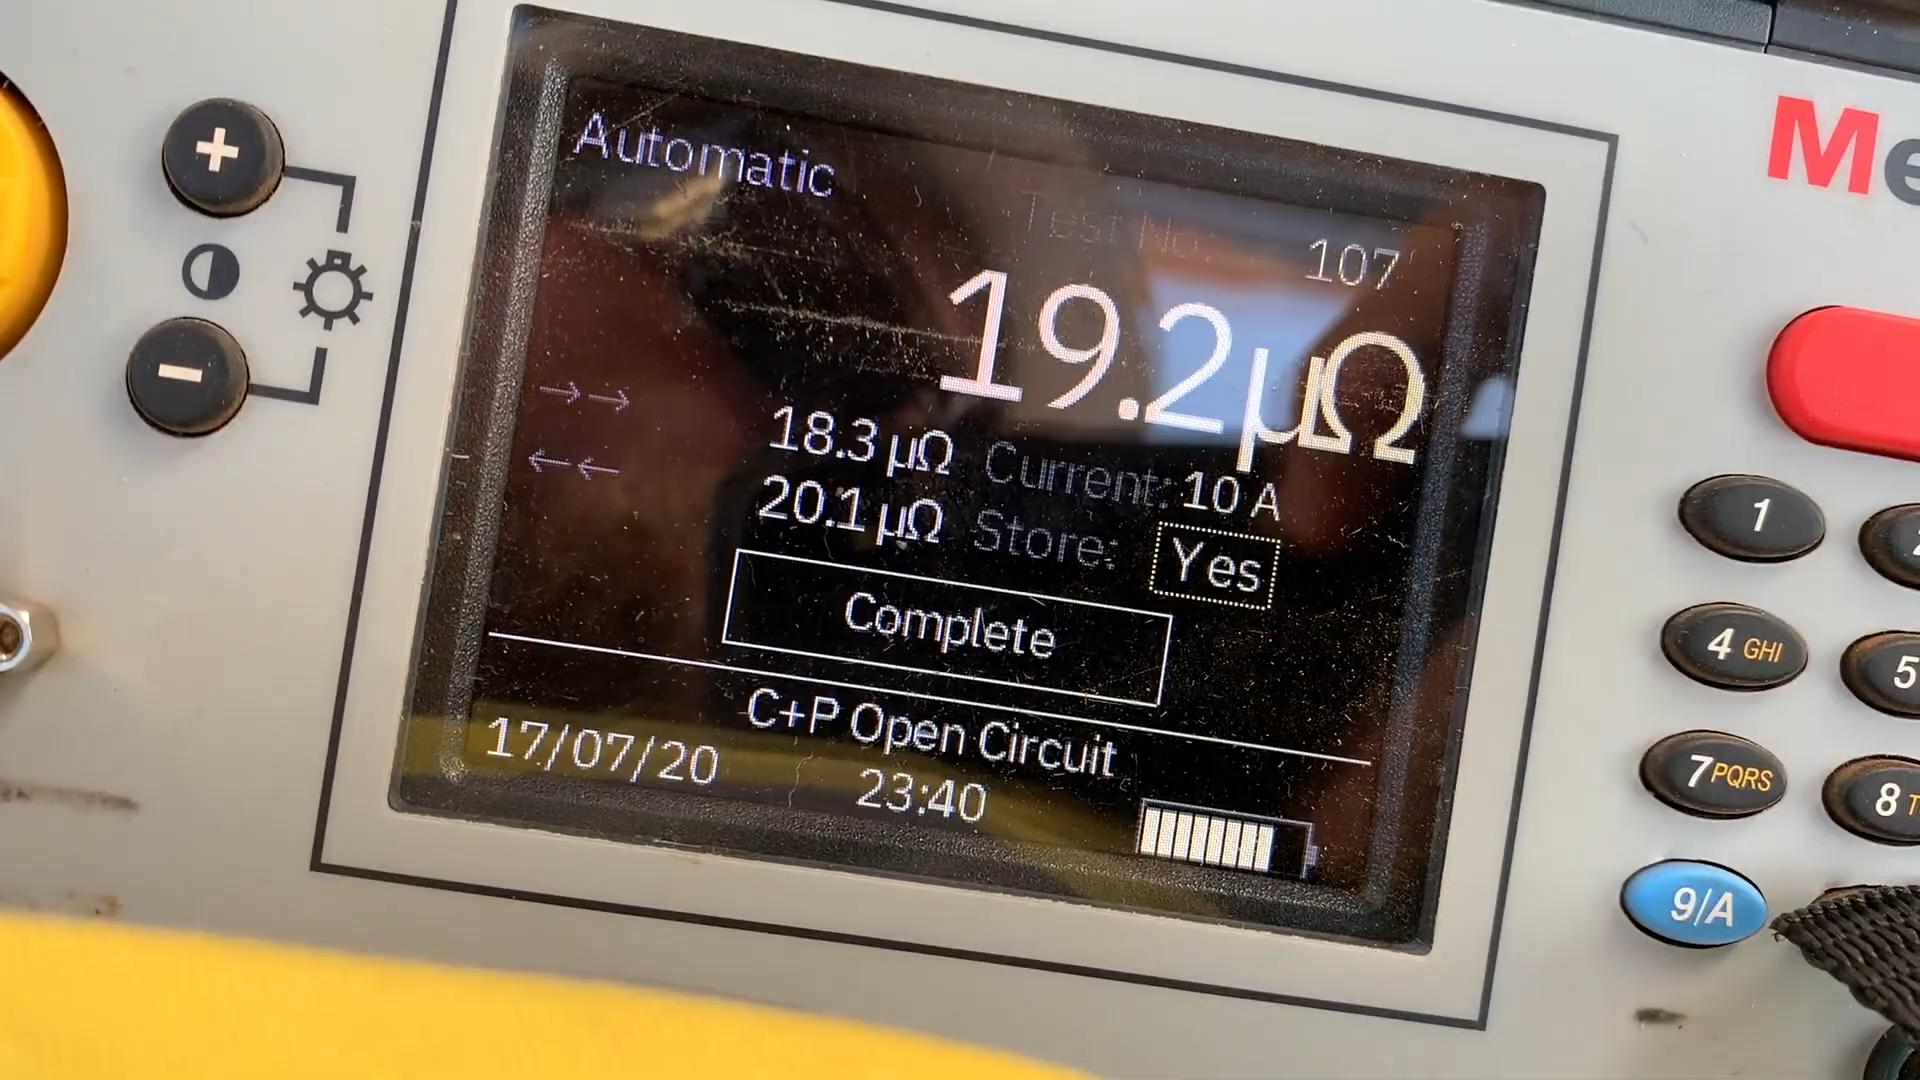 Automatic
Test No
107
19.2µΩ
→→ 18.3 µΩ Current: 10 A
←← 20.1 µΩ Store: Yes
Complete
C+P Open Circuit
17/07/20 23:40
+
−
1
4 GHI
5
7 PQRS
8 T
9/A
Me